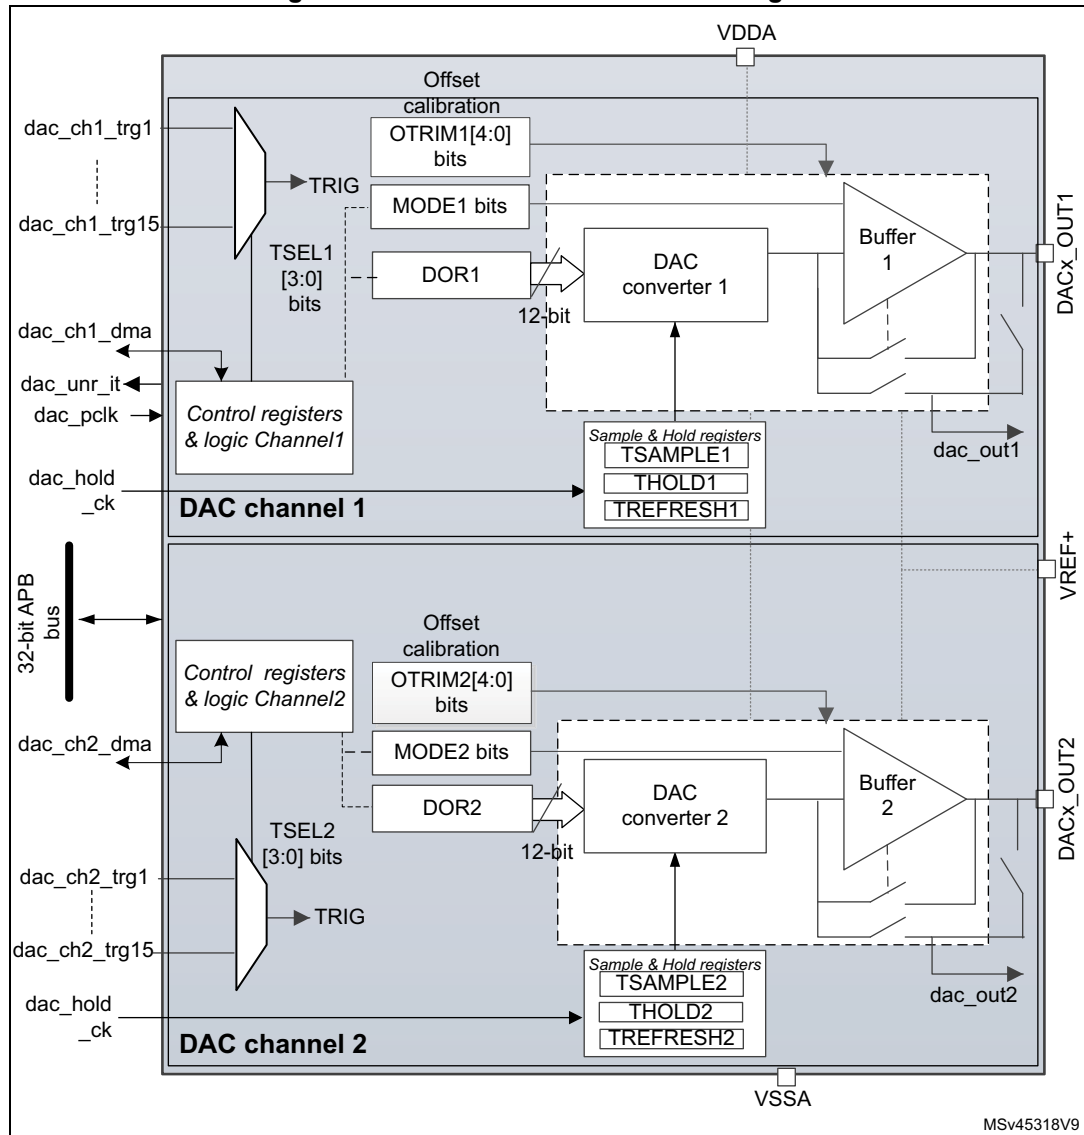 VDDA
Offset
calibration
dac_ch1_trg1
OTRIM1[4:0]
bits
TRIG
MODE1 bits
dac_ch1_trg15
TSEL1
[3:0]
bits
DOR1
12-bit
DAC
converter 1
Buffer
1
DACx_OUT1
dac_ch1_dma
dac_unr_it
dac_pclk
Control registers
& logic Channel1
Sample & Hold registers
TSAMPLE1
THOLD1
TREFRESH1
dac_out1
dac_hold
_ck
DAC channel 1
32-bit APB
bus
VREF+
Offset
calibration
Control registers
& logic Channel2
OTRIM2[4:0]
bits
dac_ch2_dma
MODE2 bits
DOR2
12-bit
DAC
converter 2
Buffer
2
DACx_OUT2
TSEL2
[3:0] bits
dac_ch2_trg1
TRIG
dac_ch2_trg15
Sample & Hold registers
TSAMPLE2
THOLD2
TREFRESH2
dac_out2
dac_hold
_ck
DAC channel 2
VSSA
MSv45318V9